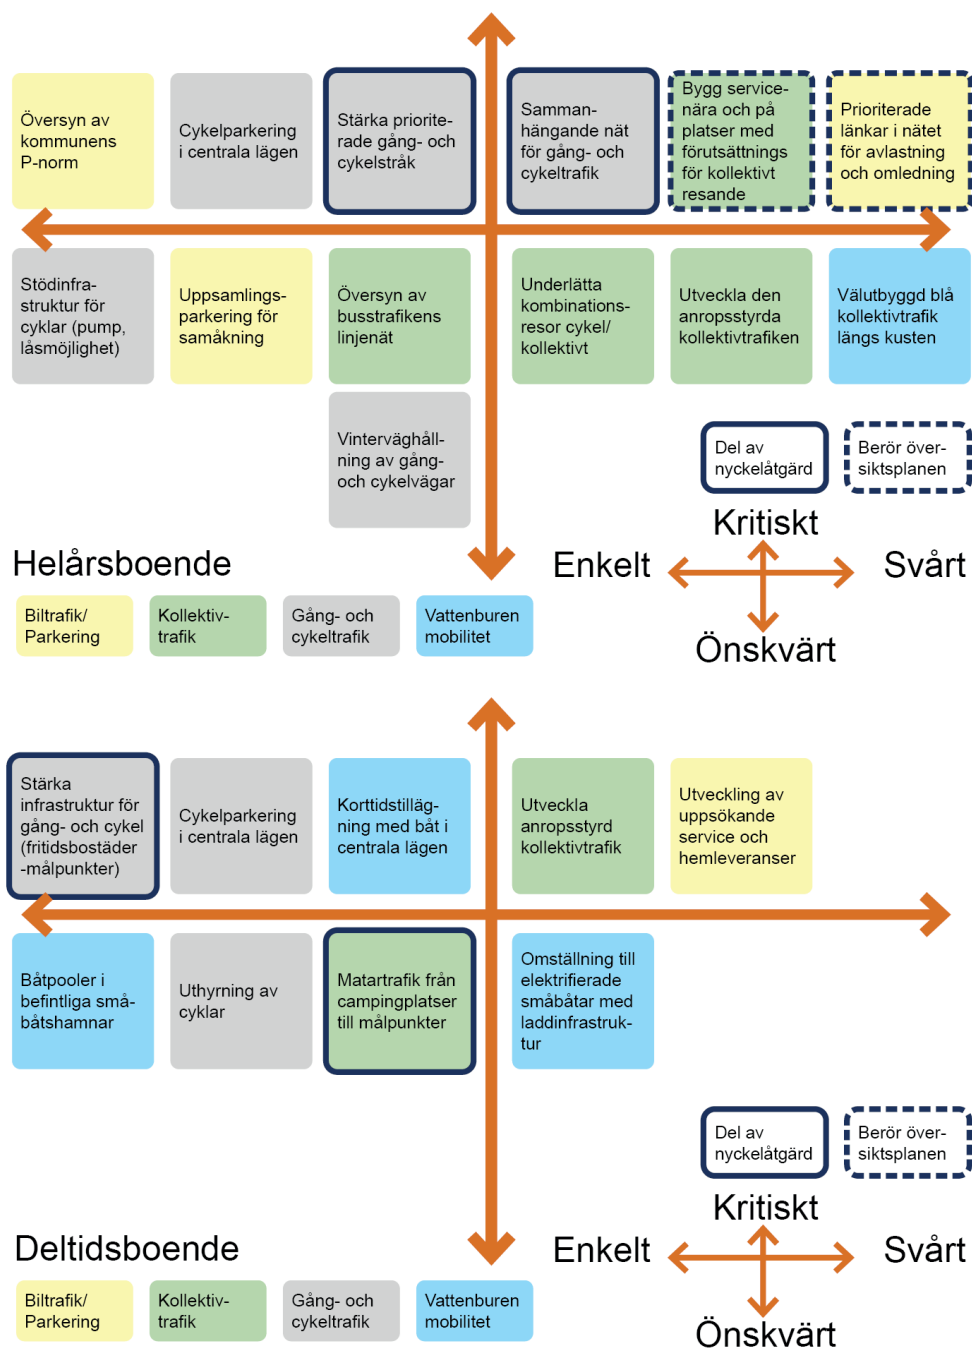 Översyn av
kommunens
P-norm
Cykelparkering
i centrala lägen
Stärka priorite-
rade gång- och
cykelstråk
Samman-
hängande nät
för gång- och
cykeltrafik
Bygg service-
nära och på
platser med
förutsättnings
för kollektivt
resande
Prioriterade
länkar i nätet
för avlastning
och omledning
Stödinfra-
struktur för
cyklar (pump,
låsmöjlighet)
Uppsamlings-
parkering för
samåkning
Översyn av
busstrafikens
linjenät
Underlätta
kombinations-
resor cykel/
kollektivt
Utveckla den
anropsstyrda
kollektivtrafiken
Välutbyggd blå
kollektivtrafik
längs kusten
Vinterväghåll-
ning av gång-
och cykelvägar
Del av
nyckelåtgärd
Berör över-
siktsplanen
Kritiskt
Enkelt
Svårt
Önskvärt
Helårsboende
Biltrafik/
Parkering
Kollektiv-
trafik
Gång- och
cykeltrafik
Vattenburen
mobilitet
Stärka
infrastruktur för
gång- och cykel
(fritidsbostäder
-målpunkter)
Cykelparkering
i centrala lägen
Korttidstilläg-
gning med båt i
centrala lägen
Utveckla
anropsstyrd
kollektivtrafik
Utveckling av
uppsökande
service och
hemleveranser
Båtpooler i
befintliga små-
båtshamnar
Uthyrning av
cyklar
Matartrafik från
campingplatser
till målpunkter
Omställning till
elektrifierade
småbåtar med
laddinfrastruk-
tur
Del av
nyckelåtgärd
Berör över-
siktsplanen
Kritiskt
Enkelt
Svårt
Önskvärt
Deltidsboende
Biltrafik/
Parkering
Kollektiv-
trafik
Gång- och
cykeltrafik
Vattenburen
mobilitet